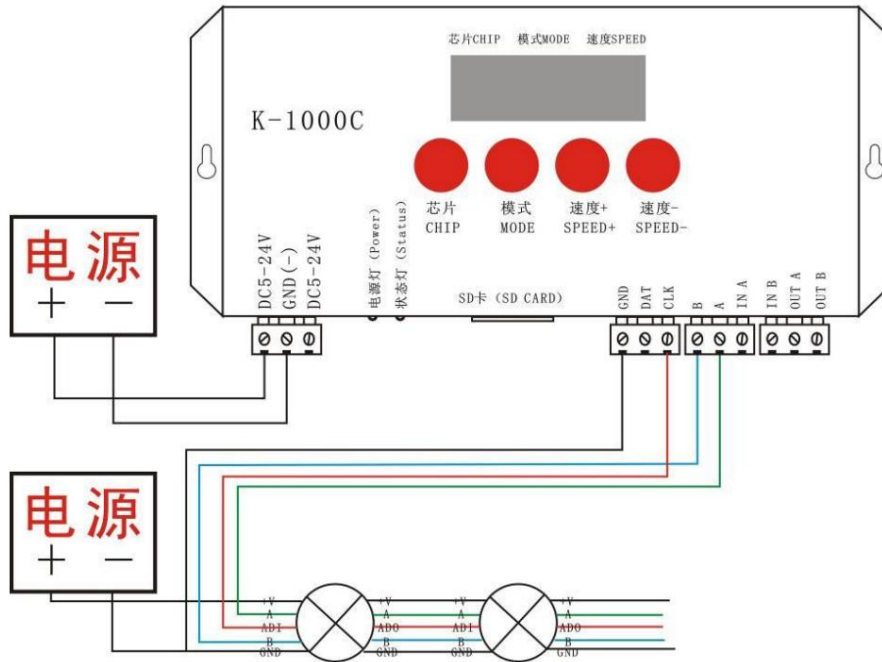 芯片CHIP 模式MODE 速度SPEED
K-1000C
芯片 模式 速度+ 速度-
CHIP MODE SPEED+ SPEED-
DC5-24V
GND(-)
DC5-24V
电源灯 (Power)
状态灯 (Status)
SD卡 (SD CARD)
GND
DAT
CLK
B
A
IN A
IN B
OUT A
OUT B
电源
+ −
电源
+ −
+V +V +V
A A A A
ADI ADO ADI ADO
B B B B
GND GND GND GND